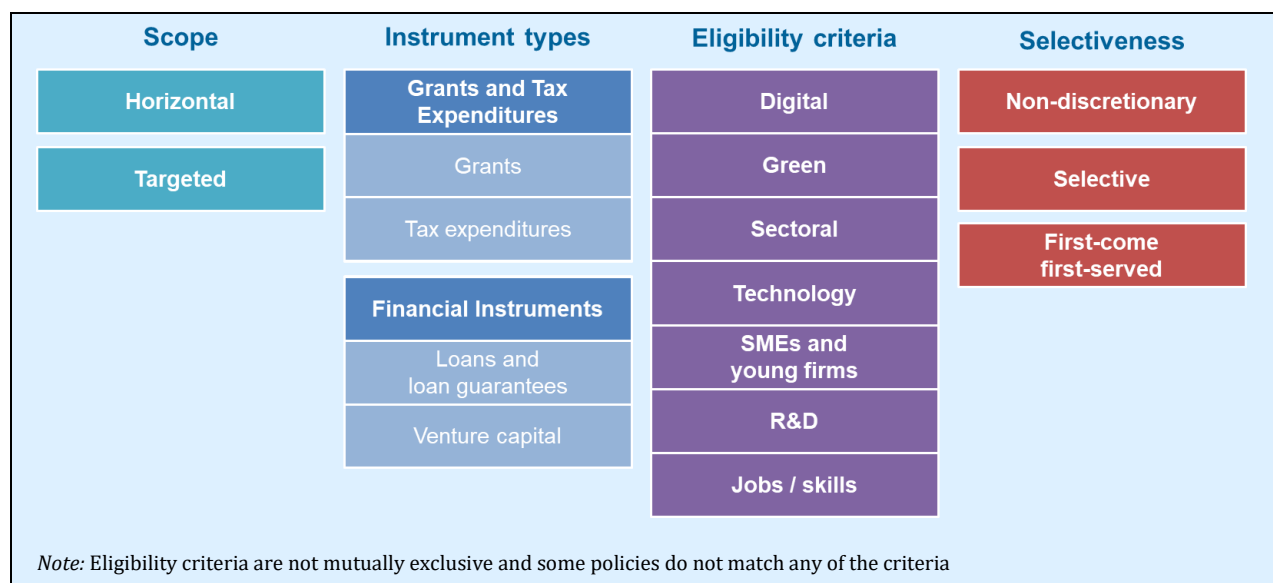 Scope
Horizontal
Targeted
Instrument types
Grants and Tax
Expenditures
Grants
Tax expenditures
Financial Instruments
Loans and
loan guarantees
Venture capital
Eligibility criteria
Digital
Green
Sectoral
Technology
SMEs and
young firms
R&D
Jobs / skills
Selectiveness
Non-discretionary
Selective
First-come
first-served
Note: Eligibility criteria are not mutually exclusive and some policies do not match any of the criteria